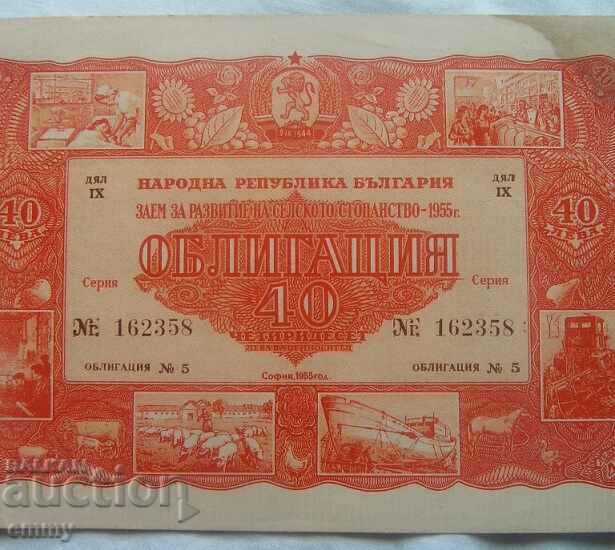 9 IX 1944
ДЯЛ
IX
НАРОДНА РЕПУБЛИКА БЪЛГАРИЯ
ДЯЛ
IX
ЗАЕМ ЗА РАЗВИТИЕ НА СЕЛСКОТО СТОПАНСТВО-1955г.
40
ЛЕВА
40
ЛЕВА
ОБЛИГАЦИЯ
Серия
Серия
40
№ 162358
ЧЕТИРИДЕСЕТ
№ 162358
ОБЛИГАЦИЯ № 5
ОБЛИГАЦИЯ № 5
София, 1955 год.
BALKAN
auction
emmy